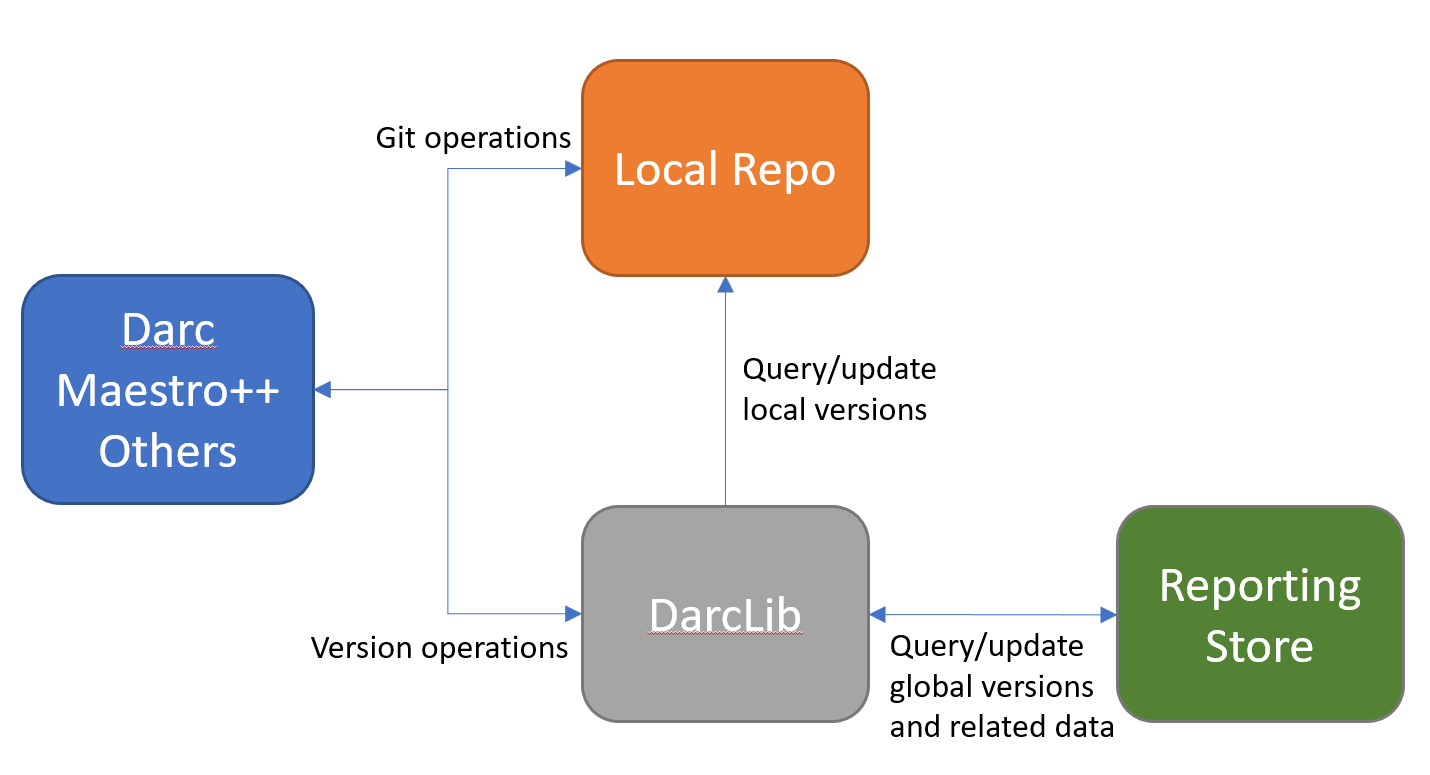 Git operations
Local Repo
Darc
Maestro++
Others
Query/update
local versions
Version operations
DarcLib
Query/update
global versions
and related data
Reporting
Store